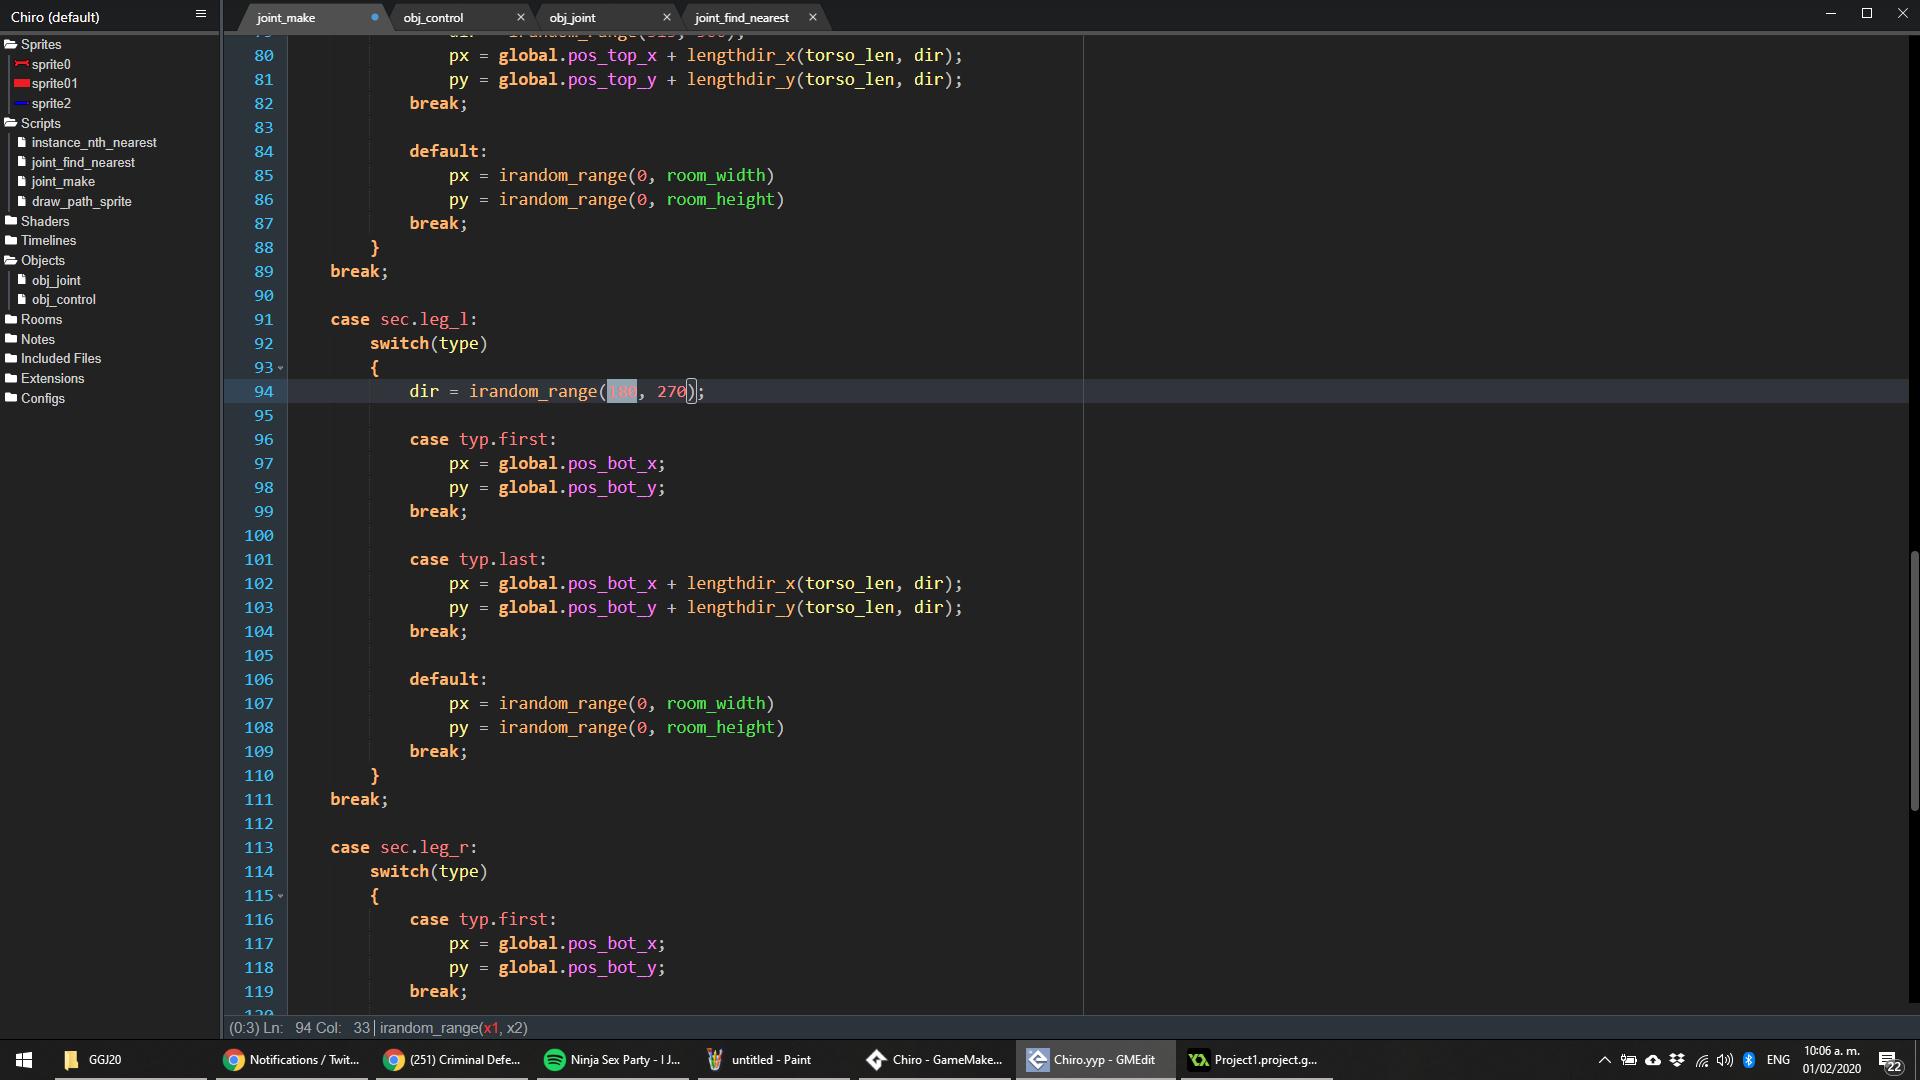 Chiro (default)
joint_make
obj_control
obj_joint
joint_find_nearest
Sprites
sprite0
sprite01
sprite2
Scripts
instance_nth_nearest
joint_find_nearest
joint_make
draw_path_sprite
Shaders
Timelines
Objects
obj_joint
obj_control
Rooms
Notes
Included Files
Extensions
Configs
80 px = global.pos_top_x + lengthdir_x(torso_len, dir);
81 py = global.pos_top_y + lengthdir_y(torso_len, dir);
82 break;
83
84 default:
85 px = irandom_range(0, room_width)
86 py = irandom_range(0, room_height)
87 break;
88 }
89 break;
90
91 case sec.leg_l:
92 switch(type)
93 {
94 dir = irandom_range(180, 270);
95
96 case typ.first:
97 px = global.pos_bot_x;
98 py = global.pos_bot_y;
99 break;
100
101 case typ.last:
102 px = global.pos_bot_x + lengthdir_x(torso_len, dir);
103 py = global.pos_bot_y + lengthdir_y(torso_len, dir);
104 break;
105
106 default:
107 px = irandom_range(0, room_width)
108 py = irandom_range(0, room_height)
109 break;
110 }
111 break;
112
113 case sec.leg_r:
114 switch(type)
115 {
116 case typ.first:
117 px = global.pos_bot_x;
118 py = global.pos_bot_y;
119 break;
(0:3) Ln: 94 Col: 33 irandom_range(x1, x2)
GGJ20
Notifications / Twit...
(251) Criminal Defe...
Ninja Sex Party - I J...
untitled - Paint
Chiro - GameMake...
Chiro.yyp - GMEdit
Project1.project.g...
ENG
10:06 a. m.
01/02/2020
22